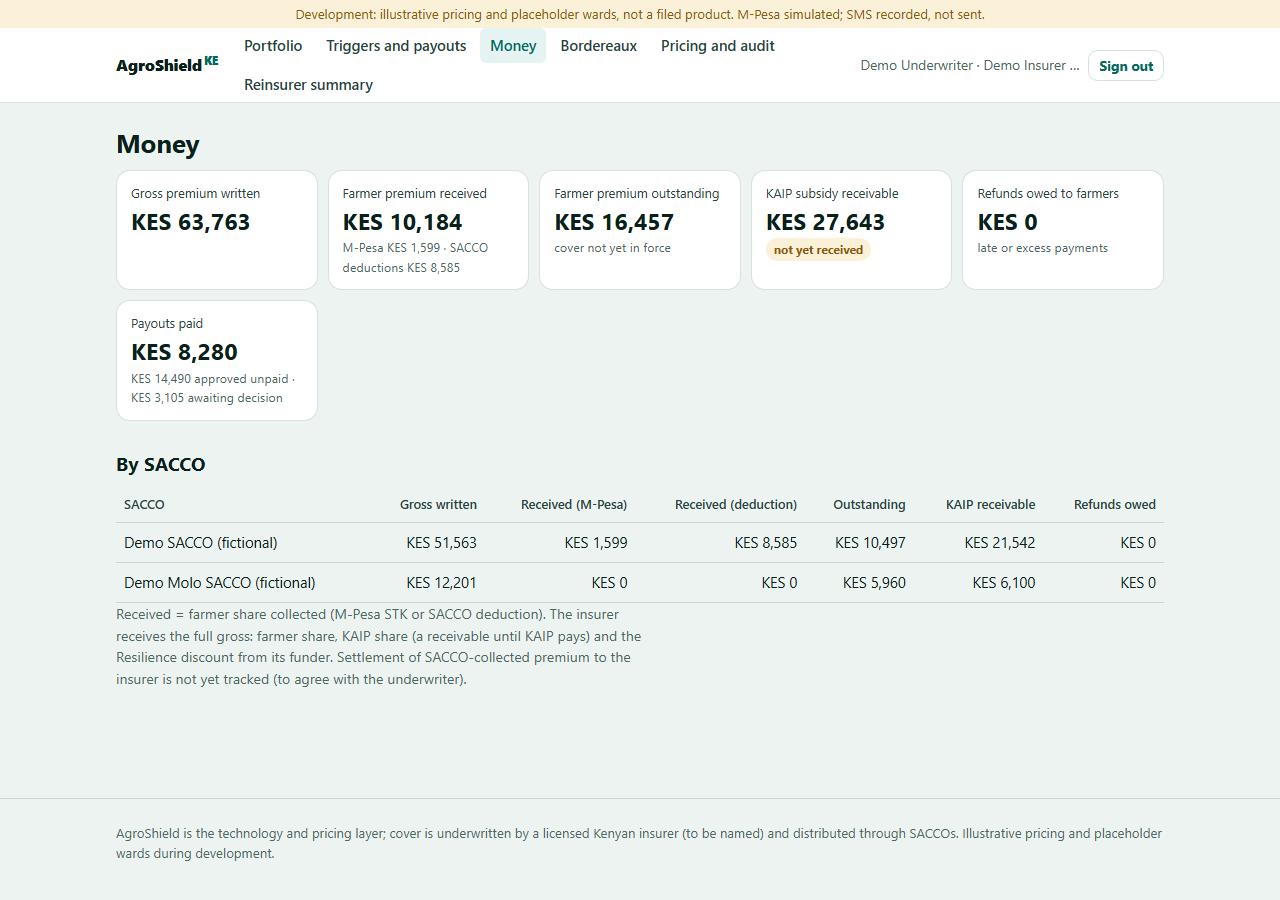 Development: illustrative pricing and placeholder wards, not a filed product. M-Pesa simulated; SMS recorded, not sent.
AgroShield KE
Portfolio
Triggers and payouts
Money
Bordereaux
Pricing and audit
Reinsurer summary
Demo Underwriter · Demo Insurer ...
Sign out
Money
Gross premium written
KES 63,763
Farmer premium received
KES 10,184
M-Pesa KES 1,599 · SACCO
deductions KES 8,585
Farmer premium outstanding
KES 16,457
cover not yet in force
KAIP subsidy receivable
KES 27,643
not yet received
Refunds owed to farmers
KES 0
late or excess payments
Payouts paid
KES 8,280
KES 14,490 approved unpaid ·
KES 3,105 awaiting decision
By SACCO
SACCO Gross written Received (M-Pesa) Received (deduction) Outstanding KAIP receivable Refunds owed
Demo SACCO (fictional) KES 51,563 KES 1,599 KES 8,585 KES 10,497 KES 21,542 KES 0
Demo Molo SACCO (fictional) KES 12,201 KES 0 KES 0 KES 5,960 KES 6,100 KES 0
Received = farmer share collected (M-Pesa STK or SACCO deduction). The insurer
receives the full gross: farmer share, KAIP share (a receivable until KAIP pays) and the
Resilience discount from its funder. Settlement of SACCO-collected premium to the
insurer is not yet tracked (to agree with the underwriter).
AgroShield is the technology and pricing layer; cover is underwritten by a licensed Kenyan insurer (to be named) and distributed through SACCOs. Illustrative pricing and placeholder
wards during development.